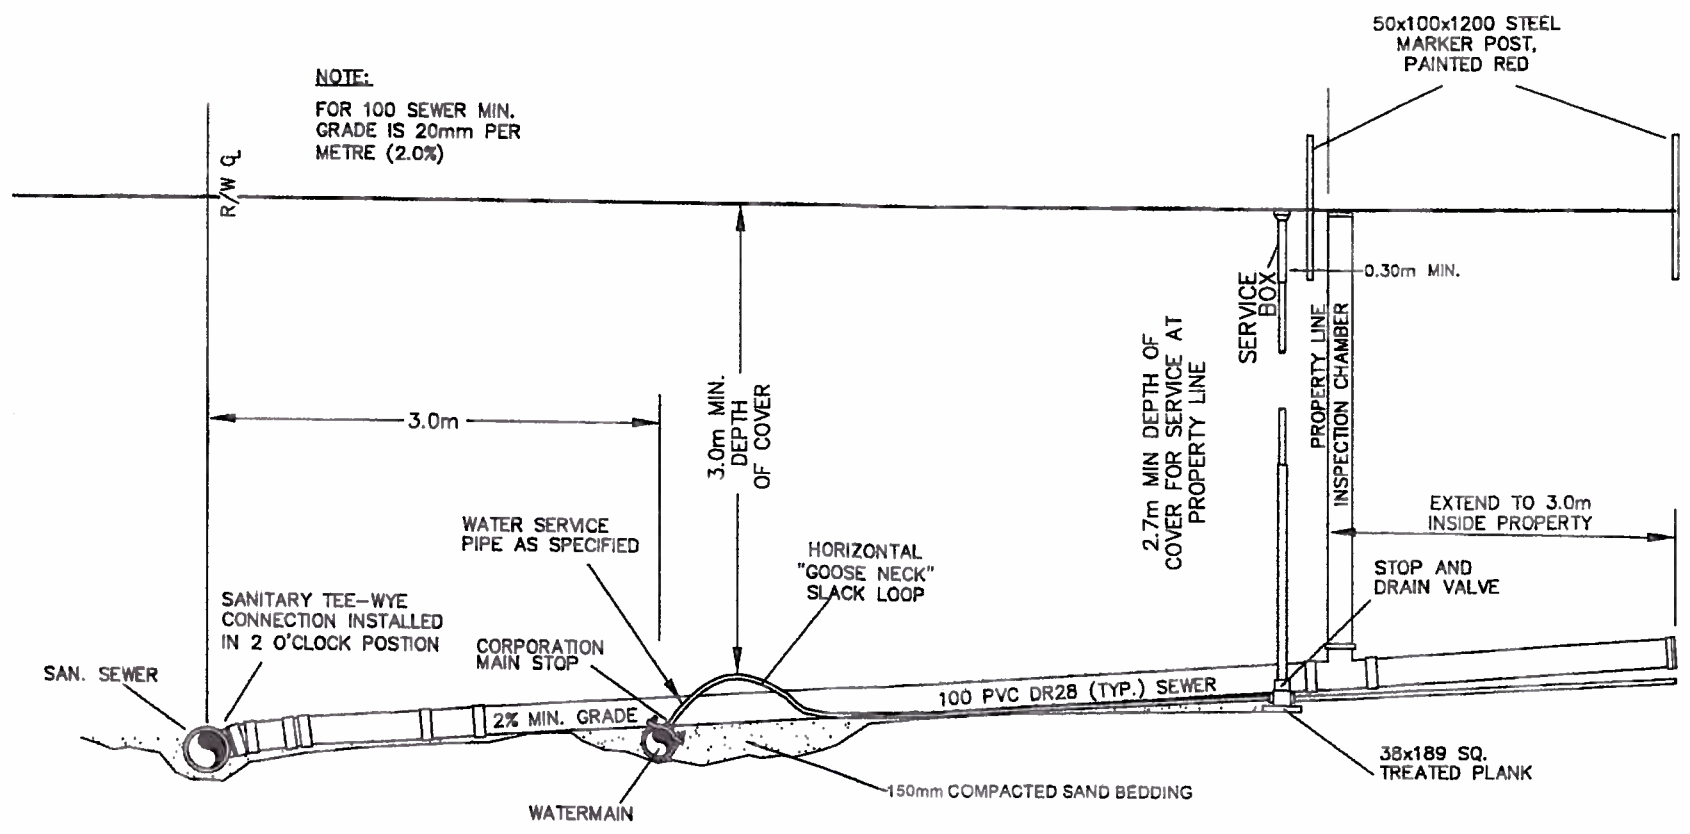 50x100x1200 STEEL
MARKER POST,
PAINTED RED
NOTE:
FOR 100 SEWER MIN.
GRADE IS 20mm PER
METRE (2.0%)
R/W ℄
0.30m MIN.
SERVICE
BOX
PROPERTY LINE
INSPECTION CHAMBER
2.7m MIN DEPTH OF
COVER FOR SERVICE AT
PROPERTY LINE
3.0m
3.0m MIN.
DEPTH
OF COVER
EXTEND TO 3.0m
INSIDE PROPERTY
WATER SERVICE
PIPE AS SPECIFIED
HORIZONTAL
"GOOSE NECK"
SLACK LOOP
STOP AND
DRAIN VALVE
SANITARY TEE-WYE
CONNECTION INSTALLED
IN 2 O'CLOCK POSTION
CORPORATION
MAIN STOP
SAN. SEWER
100 PVC DR28 (TYP.) SEWER
2% MIN. GRADE
38x189 SQ.
TREATED PLANK
150mm COMPACTED SAND BEDDING
WATERMAIN